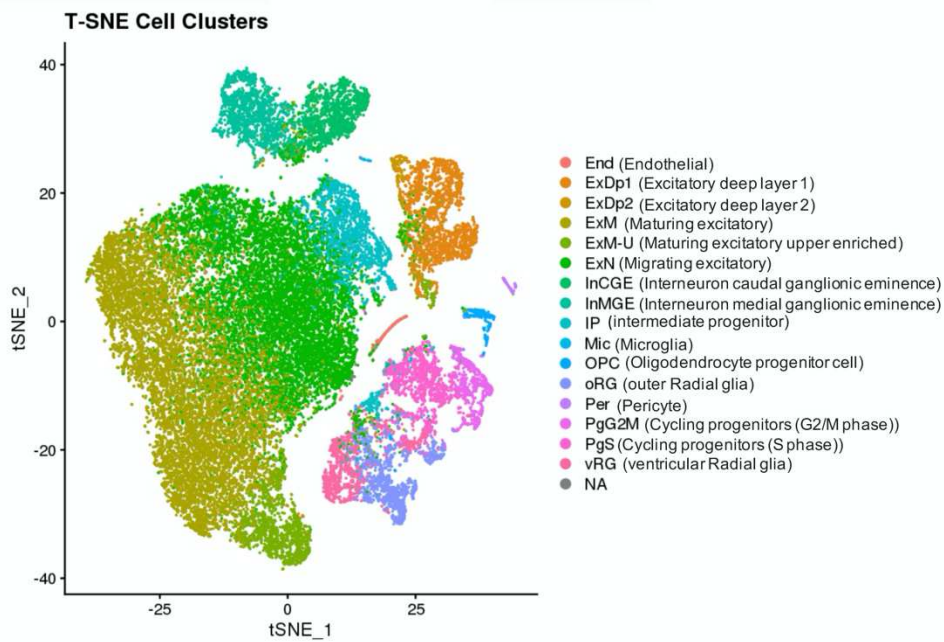 T-SNE Cell Clusters
tSNE_2
40
20
0
-20
-40
-25
0
25
tSNE_1
End (Endothelial)
ExDp1 (Excitatory deep layer 1)
ExDp2 (Excitatory deep layer 2)
ExM (Maturing excitatory)
ExM-U (Maturing excitatory upper enriched)
ExN (Migrating excitatory)
InCGE (Interneuron caudal ganglionic eminence)
InMGE (Interneuron medial ganglionic eminence)
IP (intermediate progenitor)
Mic (Microglia)
OPC (Oligodendrocyte progenitor cell)
oRG (outer Radial glia)
Per (Pericyte)
PgG2M (Cycling progenitors (G2/M phase))
PgS (Cycling progenitors (S phase))
vRG (ventricular Radial glia)
NA